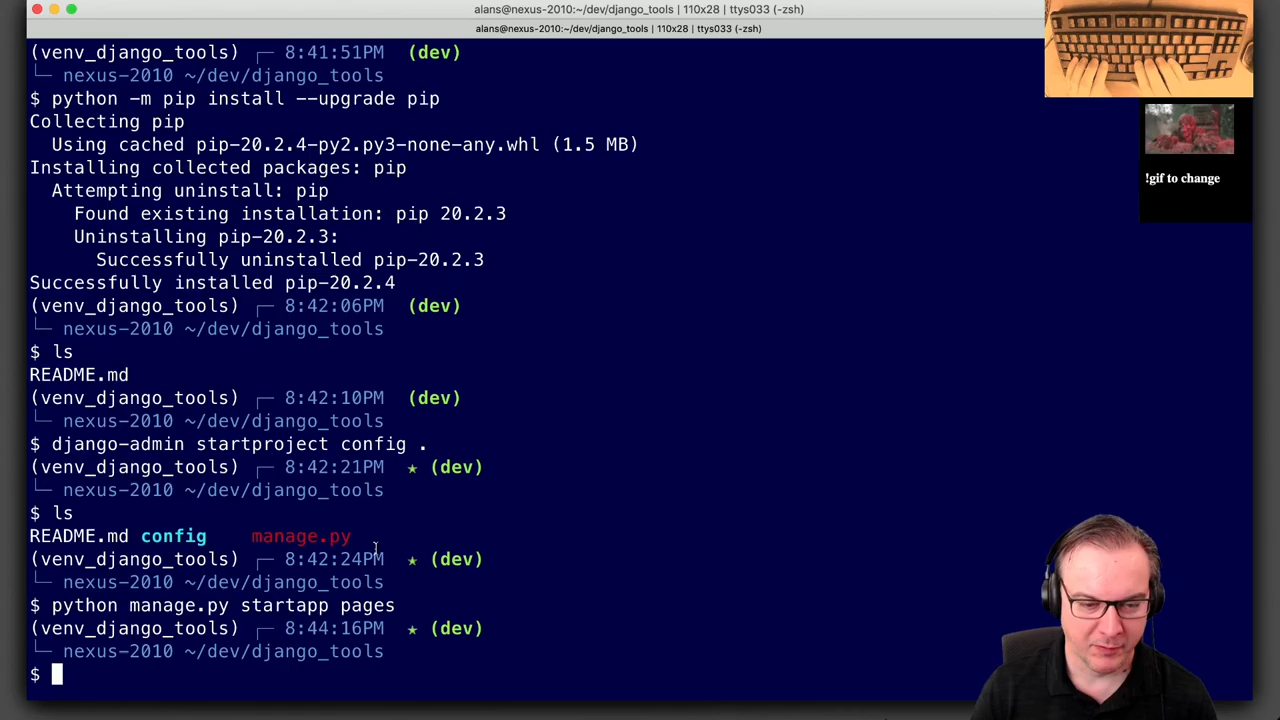 alans@nexus-2010:~/dev/django_tools | 110x28 | ttys033 (-zsh)
alans@nexus-2010:~/dev/django_tools | 110x28 | ttys033 (-zsh)
(venv_django_tools) ┌─ 8:41:51PM (dev)
└─ nexus-2010 ~/dev/django_tools
$ python -m pip install --upgrade pip
Collecting pip
Using cached pip-20.2.4-py2.py3-none-any.whl (1.5 MB)
Installing collected packages: pip
Attempting uninstall: pip
Found existing installation: pip 20.2.3
Uninstalling pip-20.2.3:
Successfully uninstalled pip-20.2.3
Successfully installed pip-20.2.4
(venv_django_tools) ┌─ 8:42:06PM (dev)
└─ nexus-2010 ~/dev/django_tools
$ ls
README.md
(venv_django_tools) ┌─ 8:42:10PM (dev)
└─ nexus-2010 ~/dev/django_tools
$ django-admin startproject config .
(venv_django_tools) ┌─ 8:42:21PM ★ (dev)
└─ nexus-2010 ~/dev/django_tools
$ ls
README.md config manage.py
(venv_django_tools) ┌─ 8:42:24PM ★ (dev)
└─ nexus-2010 ~/dev/django_tools
$ python manage.py startapp pages
(venv_django_tools) ┌─ 8:44:16PM ★ (dev)
└─ nexus-2010 ~/dev/django_tools
$
!gif to change